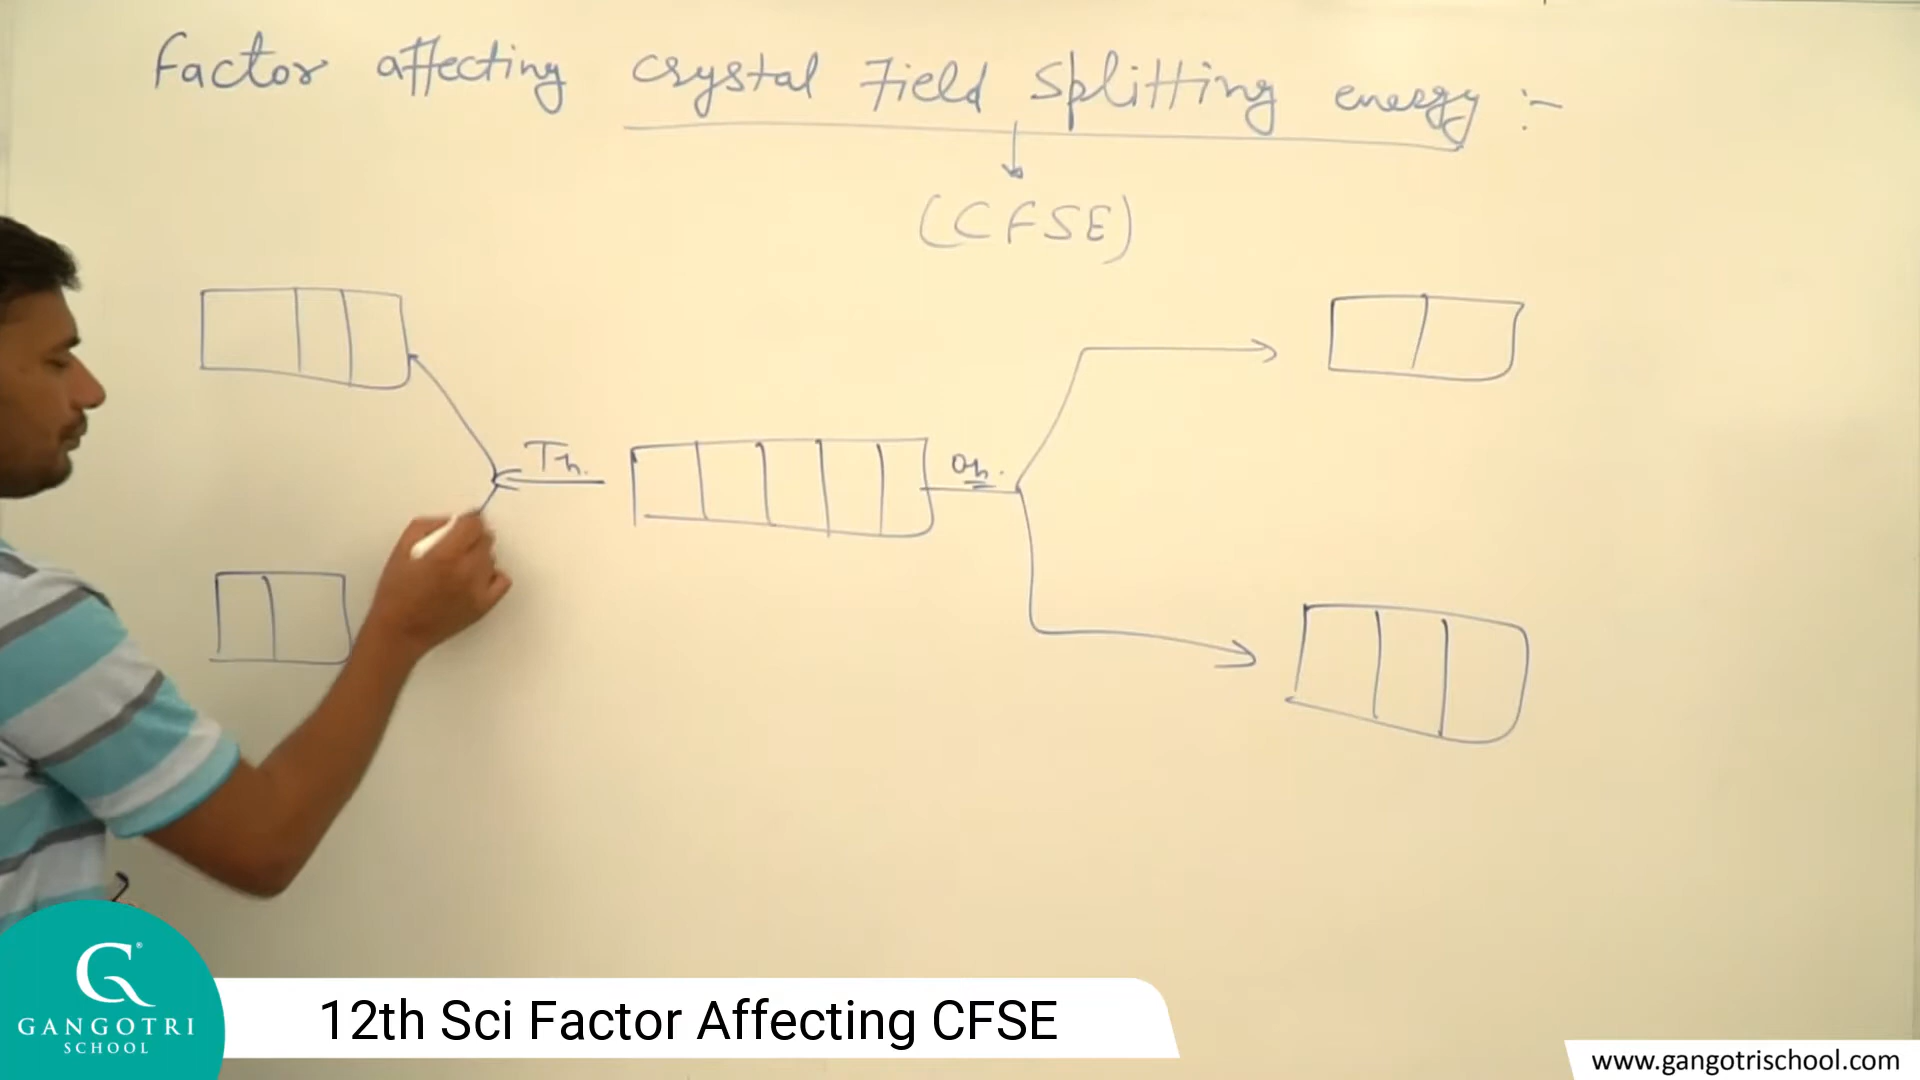 Factor affecting crystal Field Splitting energy :-
(CFSE)
Th.
Oh.
GANGOTRI
SCHOOL
12th Sci Factor Affecting CFSE
www.gangotrischool.com